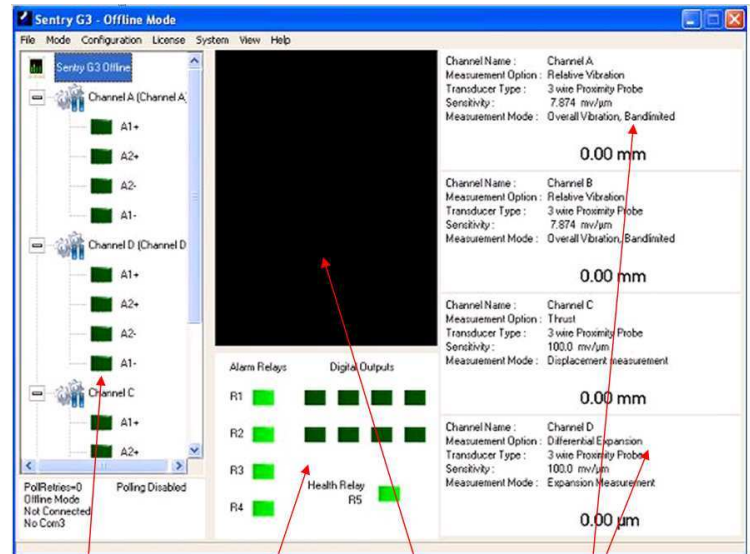 Sentry G3 - Offline Mode
File Mode Configuration License System View Help
Sentry G3 Offline
Channel A (Channel A)
A1+
A2+
A2-
A1-
Channel D (Channel D
A1+
A2+
A2-
A1-
Channel C
A1+
A2+
PollRetries=0 Polling Disabled
Offline Mode
Not Connected
No Com3
Alarm Relays Digital Outputs
R1
R2
R3
R4
Health Relay
R5
Channel Name : Channel A
Measurement Option : Relative Vibration
Transducer Type : 3 wire Proximity Probe
Sensitivity : 7.874 mv/µm
Measurement Mode : Overall Vibration, Bandlimited
0.00 mm
Channel Name : Channel B
Measurement Option : Relative Vibration
Transducer Type : 3 wire Proximity Probe
Sensitivity : 7.874 mv/µm
Measurement Mode : Overall Vibration, Bandlimited
0.00 mm
Channel Name : Channel C
Measurement Option : Thrust
Transducer Type : 3 wire Proximity Probe
Sensitivity : 100.0 mv/µm
Measurement Mode : Displacement measurement
0.00 mm
Channel Name : Channel D
Measurement Option : Differential Expansion
Transducer Type : 3 wire Proximity Probe
Sensitivity : 100.0 mv/µm
Measurement Mode : Expansion Measurement
0.00 µm